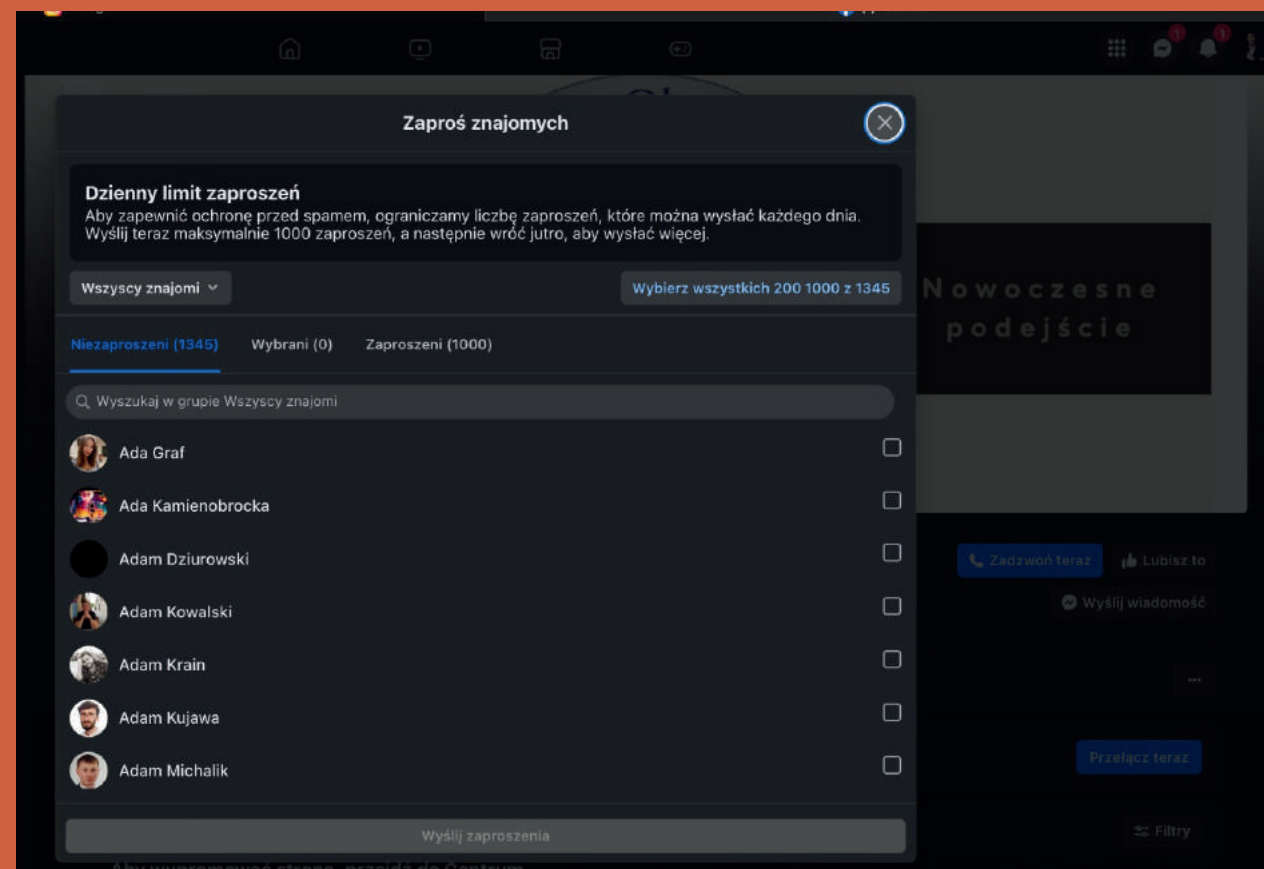 1
1
Zaproś znajomych
Dzienny limit zaproszeń
Aby zapewnić ochronę przed spamem, ograniczamy liczbę zaproszeń, które można wysłać każdego dnia.
Wyślij teraz maksymalnie 1000 zaproszeń, a następnie wróć jutro, aby wysłać więcej.
Wszyscy znajomi
Wybierz wszystkich 200 1000 z 1345
Nowoczesne
podejście
Niezaproszeni (1345)
Wybrani (0)
Zaproszeni (1000)
Wyszukaj w grupie Wszyscy znajomi
Ada Graf
Ada Kamienobrocka
Adam Dziurowski
Adam Kowalski
Adam Krain
Adam Kujawa
Adam Michalik
Zadzwoń teraz
Lubisz to
Wyślij wiadomość
Przełącz teraz
Filtry
Wyślij zaproszenia